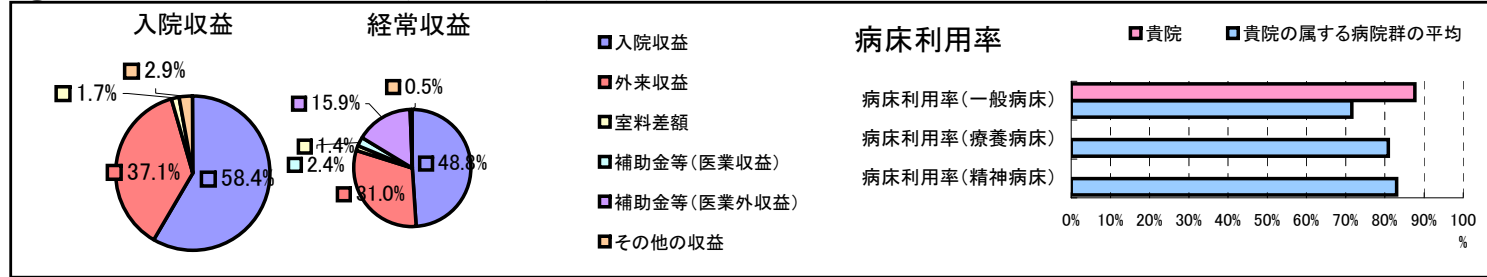 入院収益
2.9%
1.7%
37.1%
58.4%
経常収益
0.5%
15.9%
1.4%
2.4%
31.0%
48.8%
入院収益
外来収益
室料差額
補助金等(医業収益)
補助金等(医業外収益)
その他の収益
病床利用率
貴院 貴院の属する病院群の平均
病床利用率(一般病床)
病床利用率(療養病床)
病床利用率(精神病床)
0% 10% 20% 30% 40% 50% 60% 70% 80% 90% 100
%